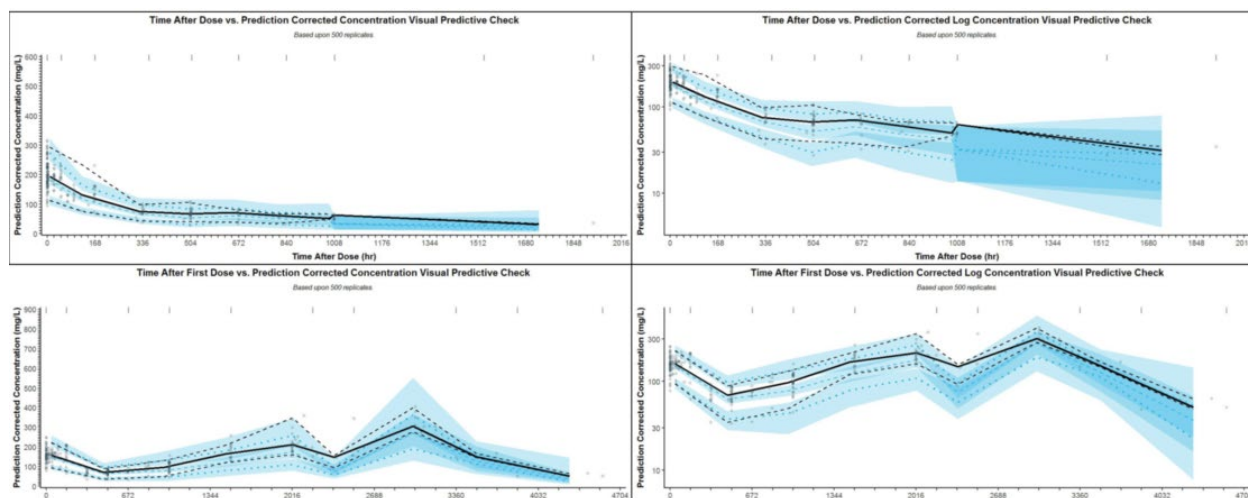 Time After Dose vs. Prediction Corrected Concentration Visual Predictive Check
Based upon 500 replicates
Prediction Corrected Concentration (mg/L)
600
500
400
300
200
100
0
0 168 336 504 672 840 1008 1176 1344 1512 1680 1848 2016
Time After Dose (hr)
Time After Dose vs. Prediction Corrected Log Concentration Visual Predictive Check
Based upon 500 replicates
Prediction Corrected Concentration (mg/L)
300
100
30
10
0 168 336 504 672 840 1008 1176 1344 1512 1680 1848
Time After Dose (hr)
Time After First Dose vs. Prediction Corrected Concentration Visual Predictive Check
Based upon 500 replicates
Prediction Corrected Concentration (mg/L)
900
800
700
600
500
400
300
200
100
0
0 672 1344 2016 2688 3360 4032 4704
Time After First Dose vs. Prediction Corrected Log Concentration Visual Predictive Check
Based upon 500 replicates
Prediction Corrected Concentration (mg/L)
300
100
30
10
0 672 1344 2016 2688 3360 4032